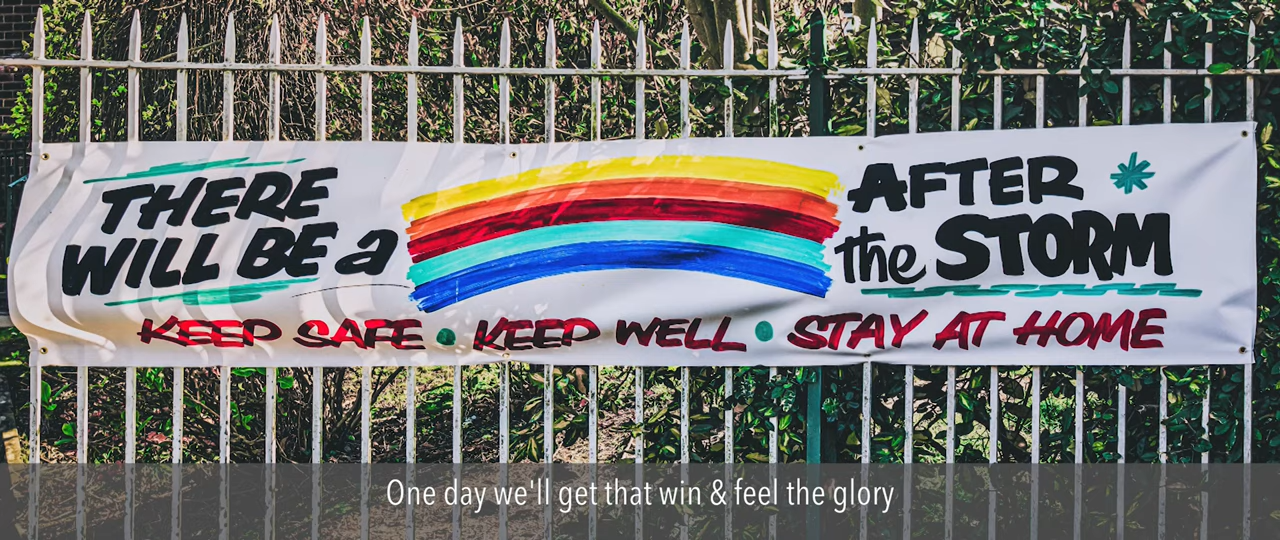 THERE
WILL BE a
AFTER
the STORM
KEEP SAFE • KEEP WELL • STAY AT HOME
One day we'll get that win & feel the glory